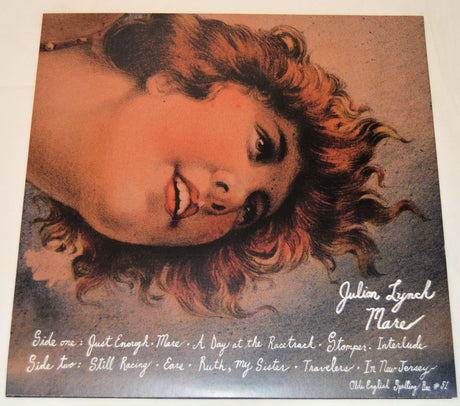 Julian Lynch
Mare
Side one: Just Enough · Mare · A Day at the Racetrack · Stomper · Interlude
Side two: Still Racing · Ears · Ruth, My Sister · Travelers · In New Jersey
Olde English Spelling Bee # 52